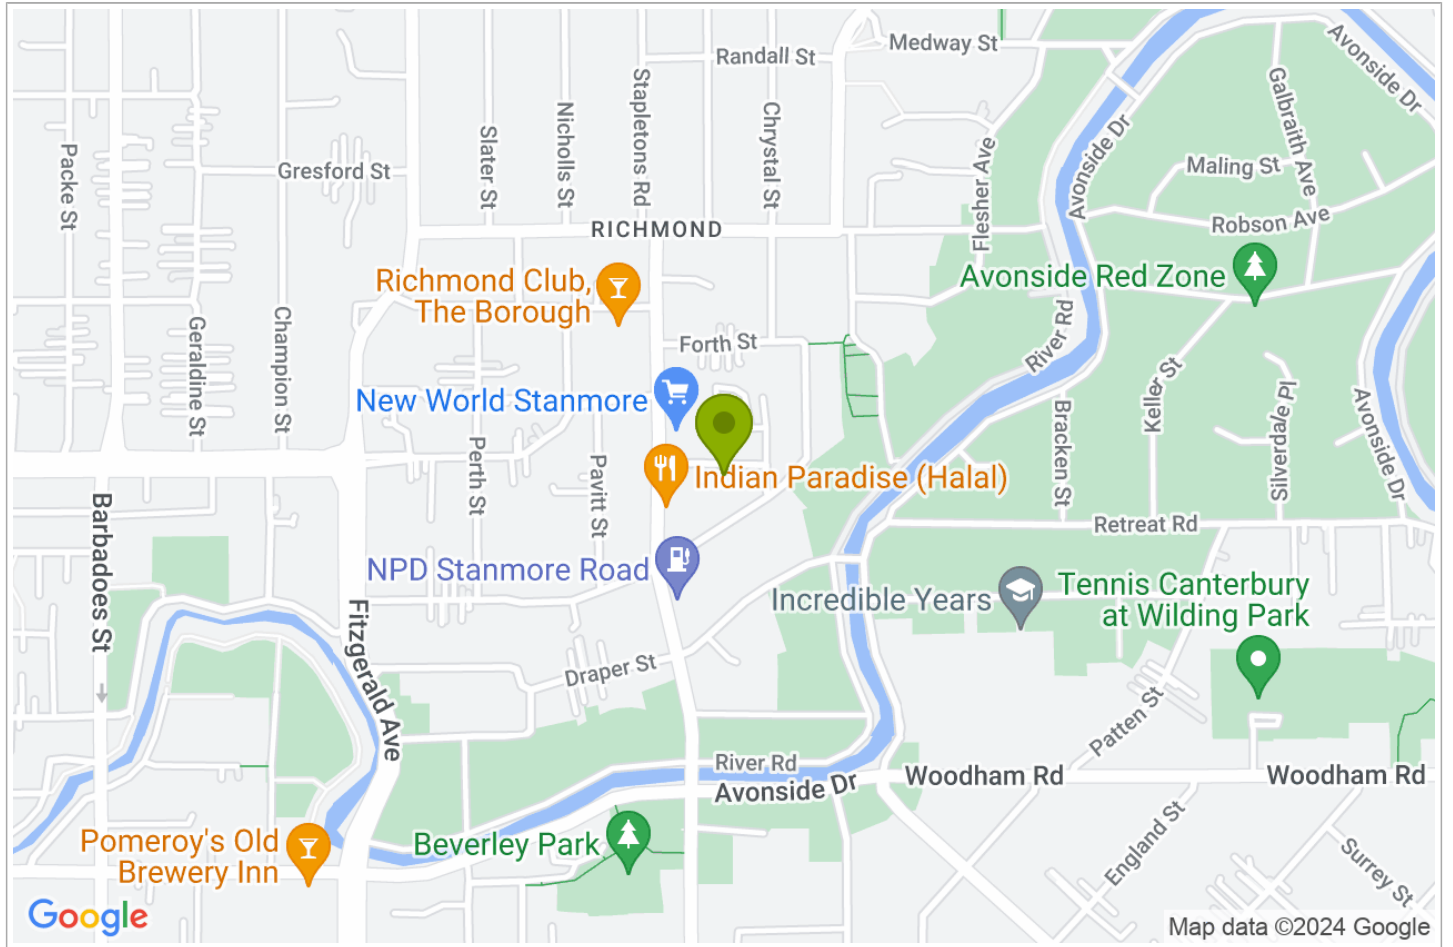 Medway St
Randall St
Avonside Dr
Galbraith Ave
Stapletons Rd
Nicholls St
Chrystal St
Slater St
Packe St
Gresford St
Flesher Ave
Avonside Dr
Maling St
Robson Ave
RICHMOND
Avonside Red Zone
Richmond Club,
The Borough
River Rd
Geraldine St
Champion St
Forth St
New World Stanmore
Keller St
Silverdale Pl
Avonside Dr
Bracken St
Perth St
Pavitt St
Indian Paradise (Halal)
Barbadoes St
Retreat Rd
NPD Stanmore Road
Incredible Years
Tennis Canterbury
at Wilding Park
Fitzgerald Ave
Draper St
Patten St
River Rd
Avonside Dr
Woodham Rd
Woodham Rd
Pomeroy's Old
Brewery Inn
Beverley Park
England St
Surrey St
Google
Map data ©2024 Google